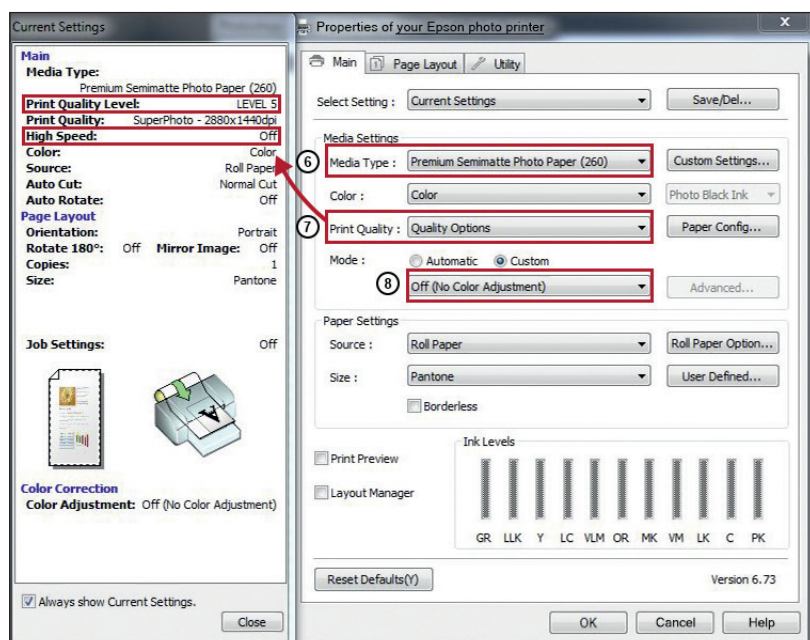 Current Settings
Main
Media Type:
Premium Semimatte Photo Paper (260)
Print Quality Level: LEVEL 5
Print Quality: SuperPhoto - 2880x1440dpi
High Speed: Off
Color: Color
Source: Roll Paper
Auto Cut: Normal Cut
Auto Rotate: Off
Page Layout
Orientation: Portrait
Rotate 180°: Off Mirror Image: Off
Copies: 1
Size: Pantone
Job Settings: Off
A
Color Correction
Color Adjustment: Off (No Color Adjustment)
Always show Current Settings.
Close
Properties of your Epson photo printer
X
Main Page Layout Utility
Select Setting : Current Settings Save/Del...
Media Settings
6 Media Type : Premium Semimatte Photo Paper (260) Custom Settings...
Color : Color Photo Black Ink
7 Print Quality : Quality Options Paper Config...
Mode : Automatic Custom
8 Off (No Color Adjustment) Advanced...
Paper Settings
Source : Roll Paper Roll Paper Option...
Size : Pantone User Defined...
Borderless
Print Preview
Layout Manager
Ink Levels
GR LLK Y LC VLM OR MK VM LK C PK
Reset Defaults(Y) Version 6.73
OK Cancel Help